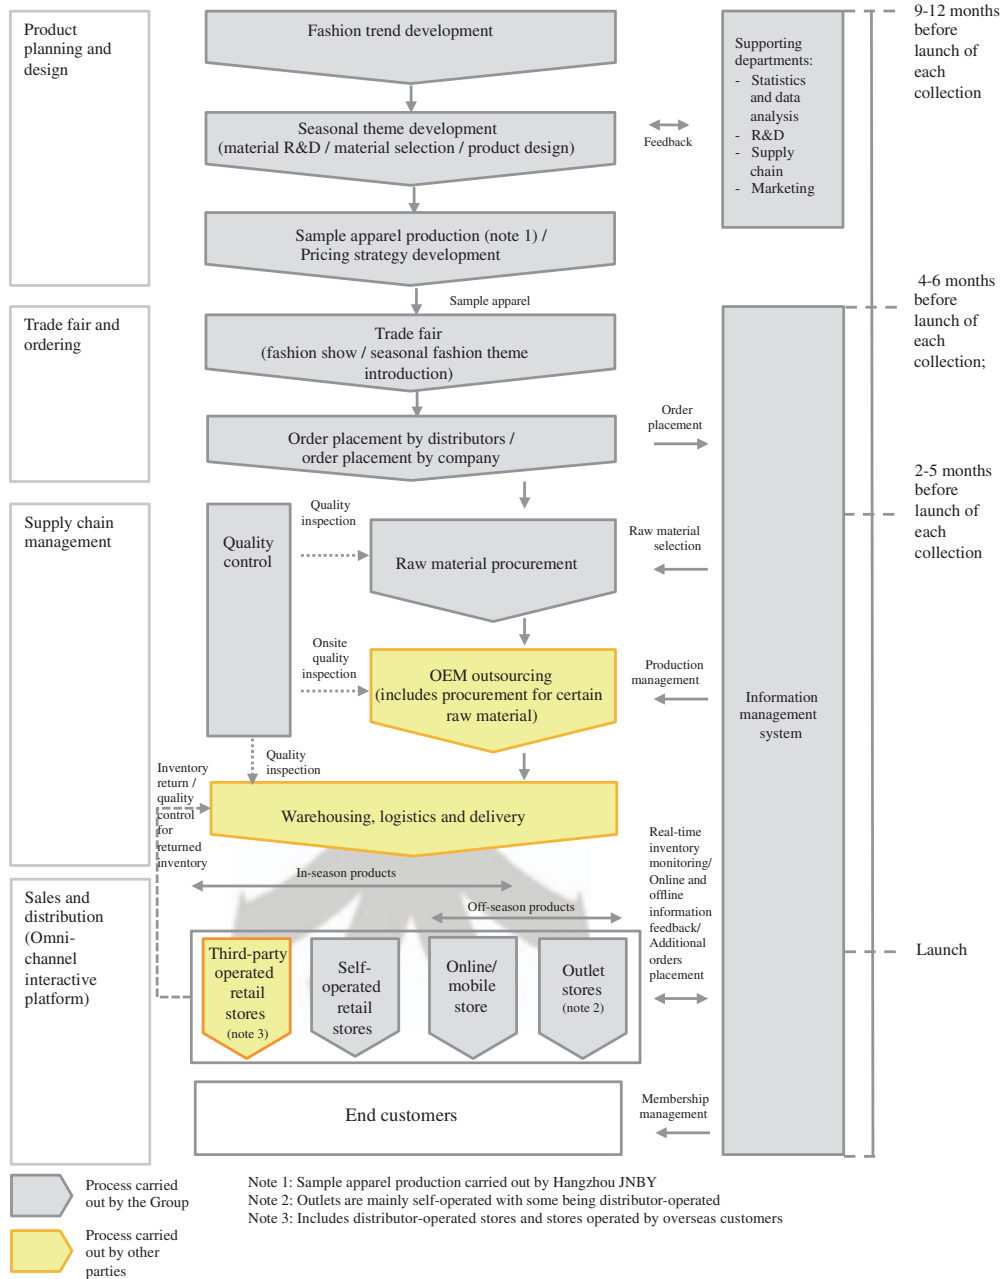 Product
planning and
design
Fashion trend development
Supporting
departments:
- Statistics
and data
analysis
- R&D
- Supply
chain
- Marketing
9-12 months
before
launch of
each
collection
Seasonal theme development
(material R&D / material selection / product design)
Feedback
Sample apparel production (note 1) /
Pricing strategy development
Sample apparel
4-6 months
before
launch of
each
collection;
Trade fair and
ordering
Trade fair
(fashion show / seasonal fashion theme
introduction)
Order placement by distributors /
order placement by company
Order
placement
2-5 months
before
launch of
each
collection
Supply chain
management
Quality
control
Quality
inspection
Raw material procurement
Raw material
selection
Onsite
quality
inspection
OEM outsourcing
(includes procurement for certain
raw material)
Production
management
Information
management
system
Quality
inspection
Inventory
return /
quality
control
for
returned
inventory
Warehousing, logistics and delivery
In-season products
Off-season products
Real-time
inventory
monitoring/
Online and
offline
information
feedback/
Additional
orders
placement
Sales and
distribution
(Omni-
channel
interactive
platform)
Third-party
operated
retail
stores
(note 3)
Self-
operated
retail
stores
Online/
mobile
store
Outlet
stores
(note 2)
Launch
End customers
Membership
management
Process carried
out by the Group
Process carried
out by other
parties
Note 1: Sample apparel production carried out by Hangzhou JNBY
Note 2: Outlets are mainly self-operated with some being distributor-operated
Note 3: Includes distributor-operated stores and stores operated by overseas customers